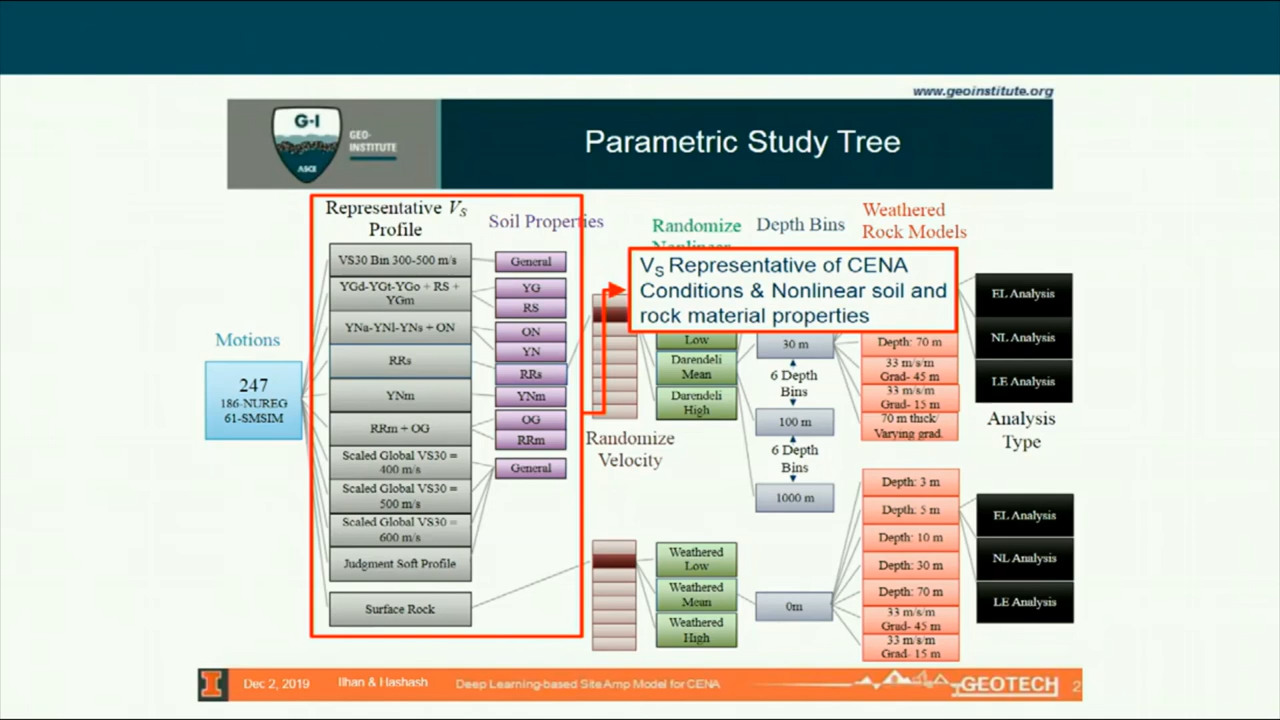 www.geoinstitute.org
G-I
ASCE
GEO-
INSTITUTE
Parametric Study Tree
Representative VS
Profile
Soil Properties
Randomize
Depth Bins
Weathered
Rock Models
VS Representative of CENA
Conditions & Nonlinear soil and
rock material properties
Motions
247
186-NUREG
61-SMSIM
VS30 Bin 300-500 m/s
YGd-YGt-YGo + RS +
YGm
YNa-YNl-YNs + ON
RRs
YNm
RRm + OG
Scaled Global VS30 =
400 m/s
Scaled Global VS30 =
500 m/s
Scaled Global VS30 =
600 m/s
Judgment Soft Profile
Surface Rock
General
YG
RS
ON
YN
RRs
YNm
OG
RRm
General
Randomize
Velocity
Low
Darendeli
Mean
Darendeli
High
Weathered
Low
Weathered
Mean
Weathered
High
30 m
6 Depth
Bins
100 m
6 Depth
Bins
1000 m
0m
Depth: 70 m
33 m/s/m
Grad- 45 m
33 m/s/m
Grad- 15 m
70 m thick/
Varying grad.
Depth: 3 m
Depth: 5 m
Depth: 10 m
Depth: 30 m
Depth: 70 m
33 m/s/m
Grad- 45 m
33 m/s/m
Grad- 15 m
EL Analysis
NL Analysis
LE Analysis
Analysis
Type
EL Analysis
NL Analysis
LE Analysis
I
Dec 2, 2019
Ilhan & Hashash
Deep Learning-based Site Amp Model for CENA
GEOTECH
2